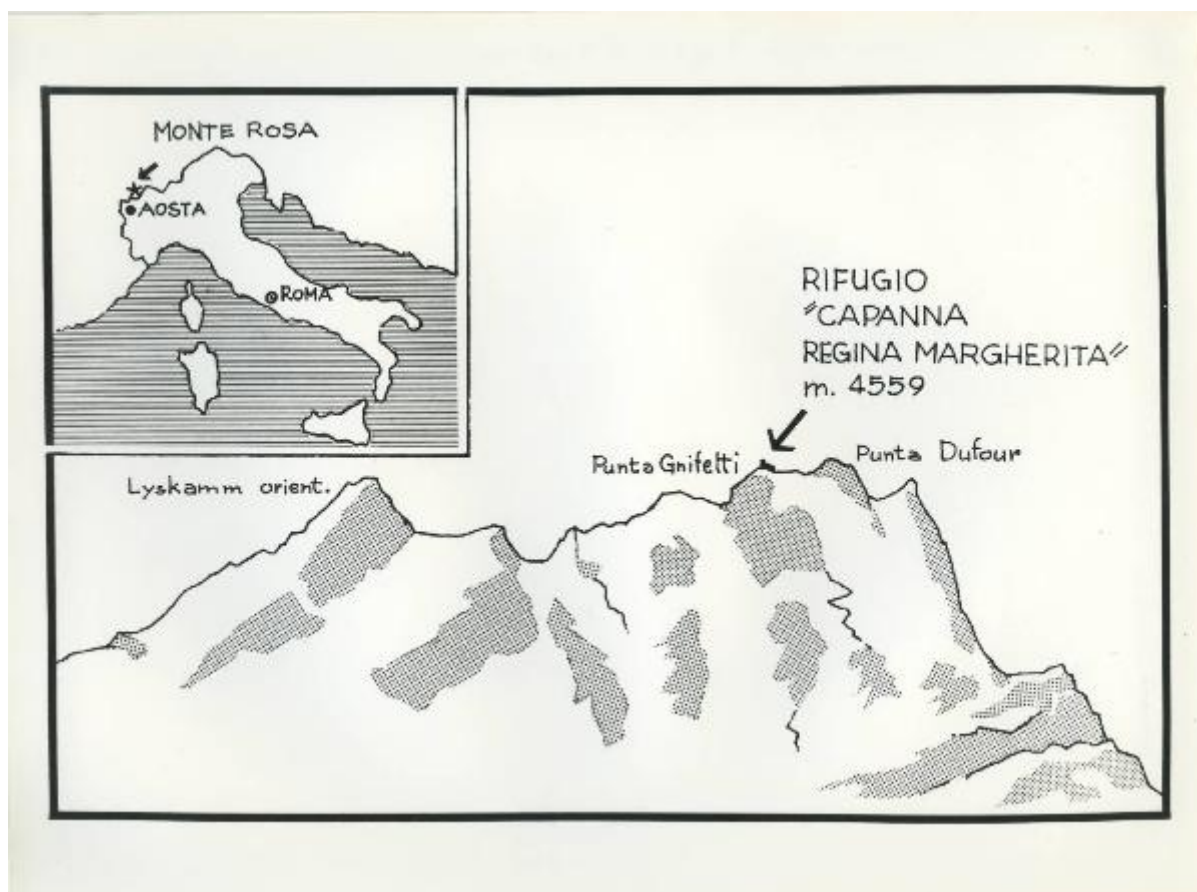 MONTE ROSA
AOSTA
ROMA
RIFUGIO
"CAPANNA
REGINA MARGHERITA"
m. 4559
Punta Gnifetti
Punta Dufour
Lyskamm orient.